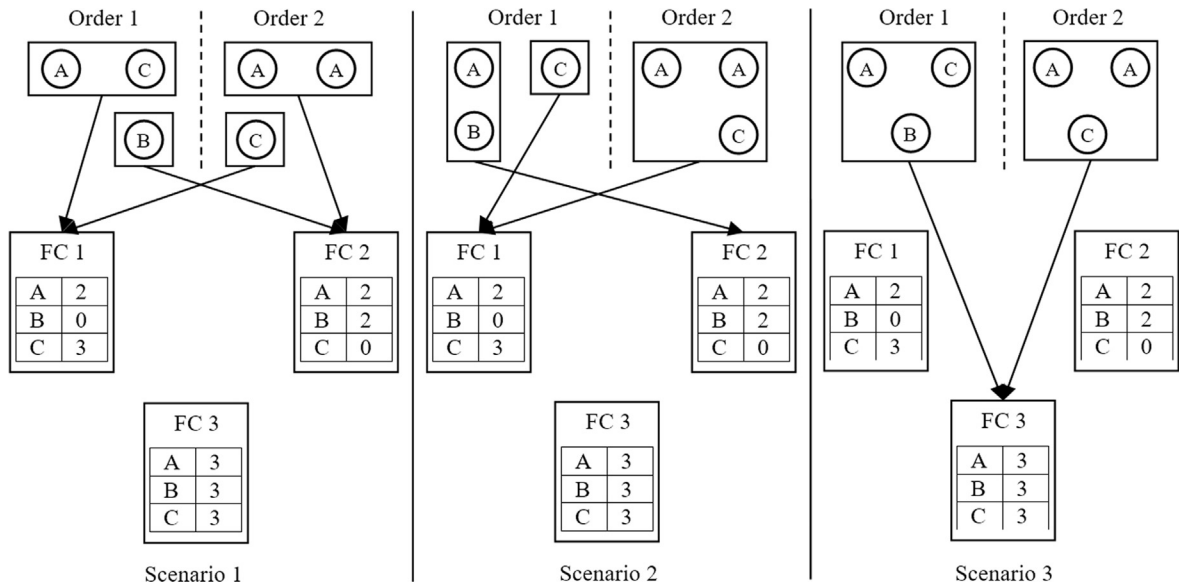 Order 1 Order 2
A C A A
B C
FC 1 FC 2
A 2 A 2
B 0 B 2
C 3 C 0
FC 3
A 3
B 3
C 3
Scenario 1
Order 1 Order 2
A C A A
B C
FC 1 FC 2
A 2 A 2
B 0 B 2
C 3 C 0
FC 3
A 3
B 3
C 3
Scenario 2
Order 1 Order 2
A C A A
B C
FC 1 FC 2
A 2 A 2
B 0 B 2
C 3 C 0
FC 3
A 3
B 3
C 3
Scenario 3